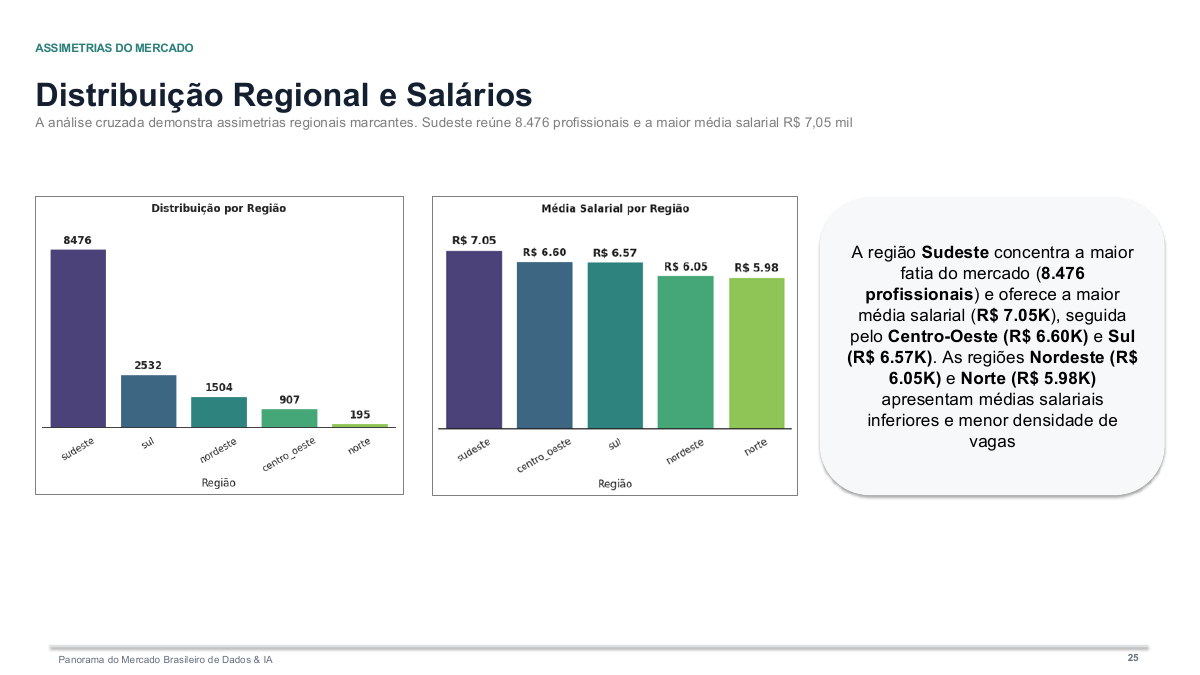 ASSIMETRIAS DO MERCADO
Distribuição Regional e Salários
A análise cruzada demonstra assimetrias regionais marcantes. Sudeste reúne 8.476 profissionais e a maior média salarial R$ 7,05 mil
Distribuição por Região
8476
2532
1504
907
195
sudeste
sul
nordeste
centro_oeste
norte
Região
Média Salarial por Região
R$ 7.05
R$ 6.60
R$ 6.57
R$ 6.05
R$ 5.98
sudeste
centro_oeste
sul
nordeste
norte
Região
A região Sudeste concentra a maior
fatia do mercado (8.476
profissionais) e oferece a maior
média salarial (R$ 7.05K), seguida
pelo Centro-Oeste (R$ 6.60K) e Sul
(R$ 6.57K). As regiões Nordeste (R$
6.05K) e Norte (R$ 5.98K)
apresentam médias salariais
inferiores e menor densidade de
vagas
Panorama do Mercado Brasileiro de Dados & IA
25